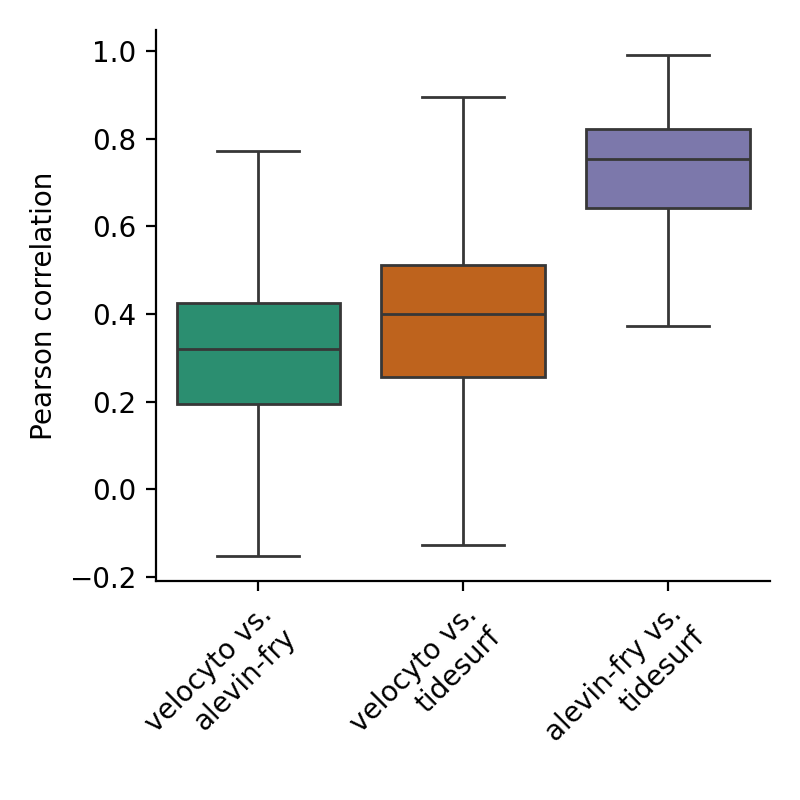 Pearson correlation
1.0
0.8
0.6
0.4
0.2
0.0
−0.2
velocyto vs.
alevin-fry
velocyto vs.
tidesurf
alevin-fry vs.
tidesurf